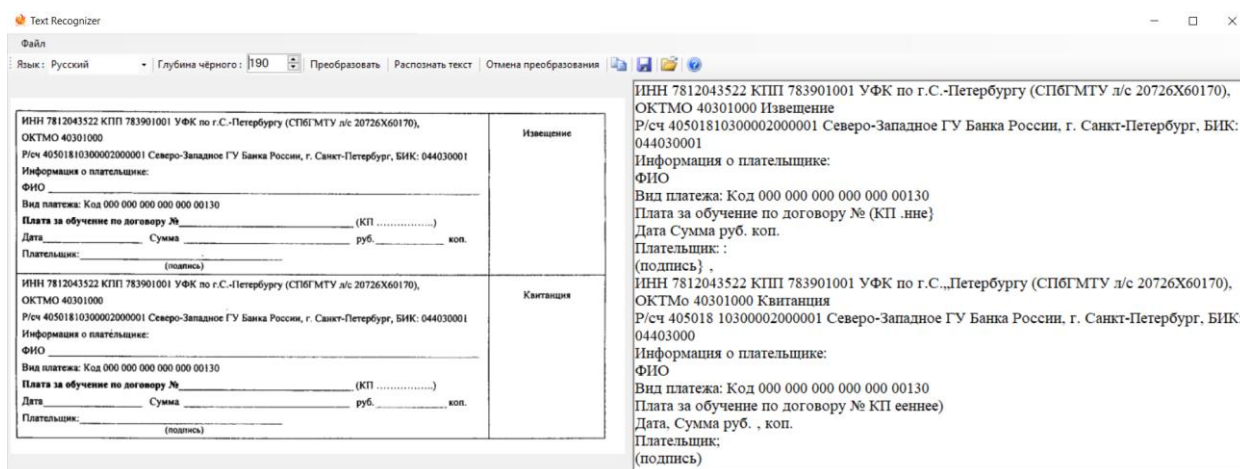 Text Recognizer
Файл
Язык: Русский Глубина чёрного: 190 Преобразовать Распознать текст Отмена преобразования
ИНН 7812043522 КПП 783901001 УФК по г.С.-Петербургу (СПбГМТУ л/с 20726Х60170),
ОКТМО 40301000
Извещение
Р/сч 40501810300002000001 Северо-Западное ГУ Банка России, г. Санкт-Петербург, БИК: 044030001
Информация о плательщике:
ФИО
Вид платежа: Код 000 000 000 000 000 00130
Плата за обучение по договору № (КП ................)
Дата Сумма руб. коп.
Плательщик:
(подпись)
ИНН 7812043522 КПП 783901001 УФК по г.С.-Петербургу (СПбГМТУ л/с 20726Х60170),
ОКТМО 40301000
Квитанция
Р/сч 40501810300002000001 Северо-Западное ГУ Банка России, г. Санкт-Петербург, БИК: 044030001
Информация о плательщике:
ФИО
Вид платежа: Код 000 000 000 000 000 00130
Плата за обучение по договору № (КП ................)
Дата Сумма руб. коп.
Плательщик:
(подпись)
ИНН 7812043522 КПП 783901001 УФК по г.С.-Петербургу (СПбГМТУ л/с 20726Х60170),
ОКТМО 40301000 Извещение
Р/сч 40501810300002000001 Северо-Западное ГУ Банка России, г. Санкт-Петербург, БИК:
044030001
Информация о плательщике:
ФИО
Вид платежа: Код 000 000 000 000 000 00130
Плата за обучение по договору № (КП .нне}
Дата Сумма руб. коп.
Плательщик: :
(подпись} ,
ИНН 7812043522 КПП 783901001 УФК по г.С.,,Петербургу (СПбГМТУ л/с 20726Х60170),
ОКТМо 40301000 Квитанция
Р/сч 405018 10300002000001 Северо-Западное ГУ Банка России, г. Санкт-Петербург, БИК:
04403000
Информация о плательщике:
ФИО
Вид платежа: Код 000 000 000 000 000 00130
Плата за обучение по договору № КП ееннее)
Дата, Сумма руб. , коп.
Плательщик;
(подпись)